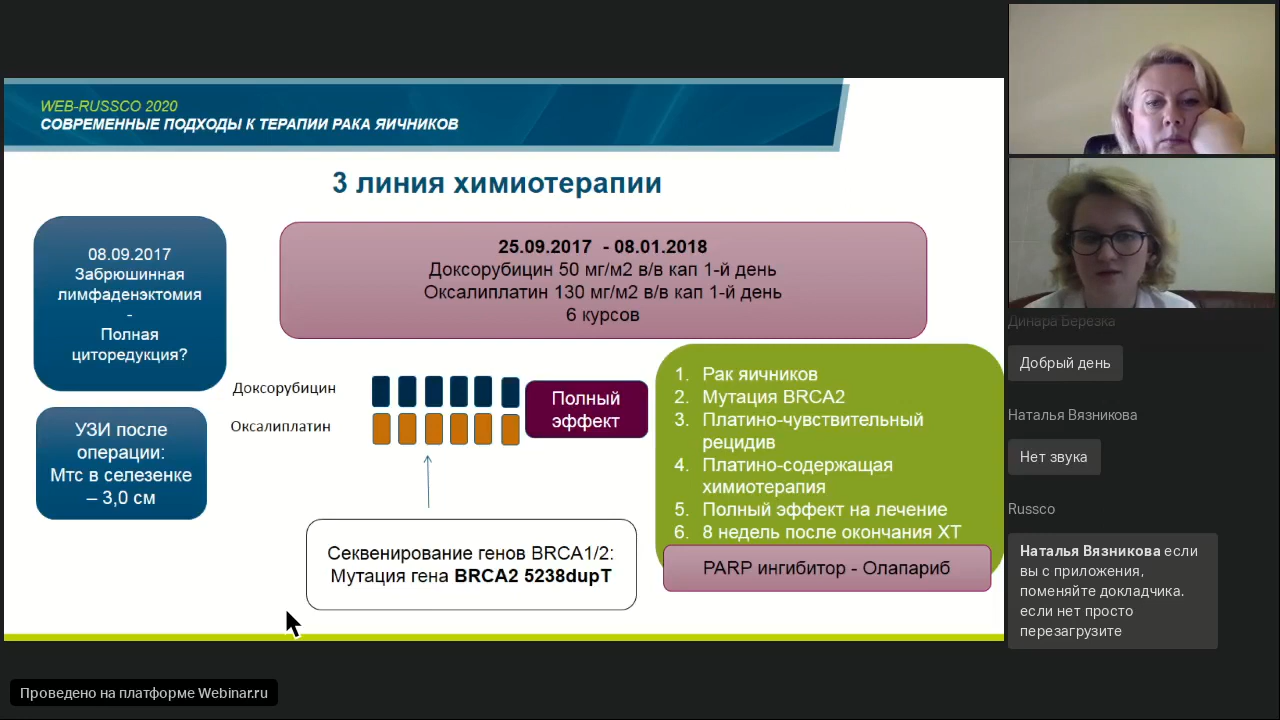 WEB-RUSSCO 2020
СОВРЕМЕННЫЕ ПОДХОДЫ К ТЕРАПИИ РАКА ЯИЧНИКОВ
3 линия химиотерапии
08.09.2017
Забрюшинная
лимфаденэктомия
-
Полная
циторедукция?
25.09.2017 - 08.01.2018
Доксорубицин 50 мг/м2 в/в кап 1-й день
Оксалиплатин 130 мг/м2 в/в кап 1-й день
6 курсов
Доксорубицин
Оксалиплатин
Полный
эффект
УЗИ после
операции:
Мтс в селезенке
– 3,0 см
Секвенирование генов BRCA1/2:
Мутация гена BRCA2 5238dupT
1. Рак яичников
2. Мутация BRCA2
3. Платино-чувствительный
рецидив
4. Платино-содержащая
химиотерапия
5. Полный эффект на лечение
6. 8 недель после окончания ХТ
PARP ингибитор - Олапариб
Динара Березка
Добрый день
Наталья Вязникова
Нет звука
Russco
Наталья Вязникова если
вы с приложения,
поменяйте докладчика.
если нет просто
перезагрузите
Проведено на платформе Webinar.ru